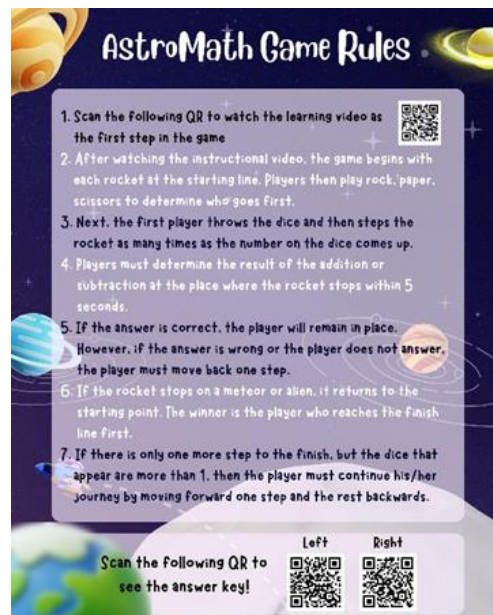 AstroMath Game Rules
1. Scan the following QR to watch the learning video as
the first step in the game
2. After watching the instructional video, the game begins with
each rocket at the starting line. Players then play rock, paper,
scissors to determine who goes first.
3. Next, the first player throws the dice and then steps the
rocket as many times as the number on the dice comes up.
4. Players must determine the result of the addition or
subtraction at the place where the rocket stops within 5
seconds.
5. If the answer is correct, the player will remain in place.
However, if the answer is wrong or the player does not answer,
the player must move back one step.
6. If the rocket stops on a meteor or alien, it returns to the
starting point. The winner is the player who reaches the finish
line first.
7. If there is only one more step to the finish, but the dice that
appear are more than 1, then the player must continue his/her
journey by moving forward one step and the rest backwards.
Left Right
Scan the following QR to
see the answer key!